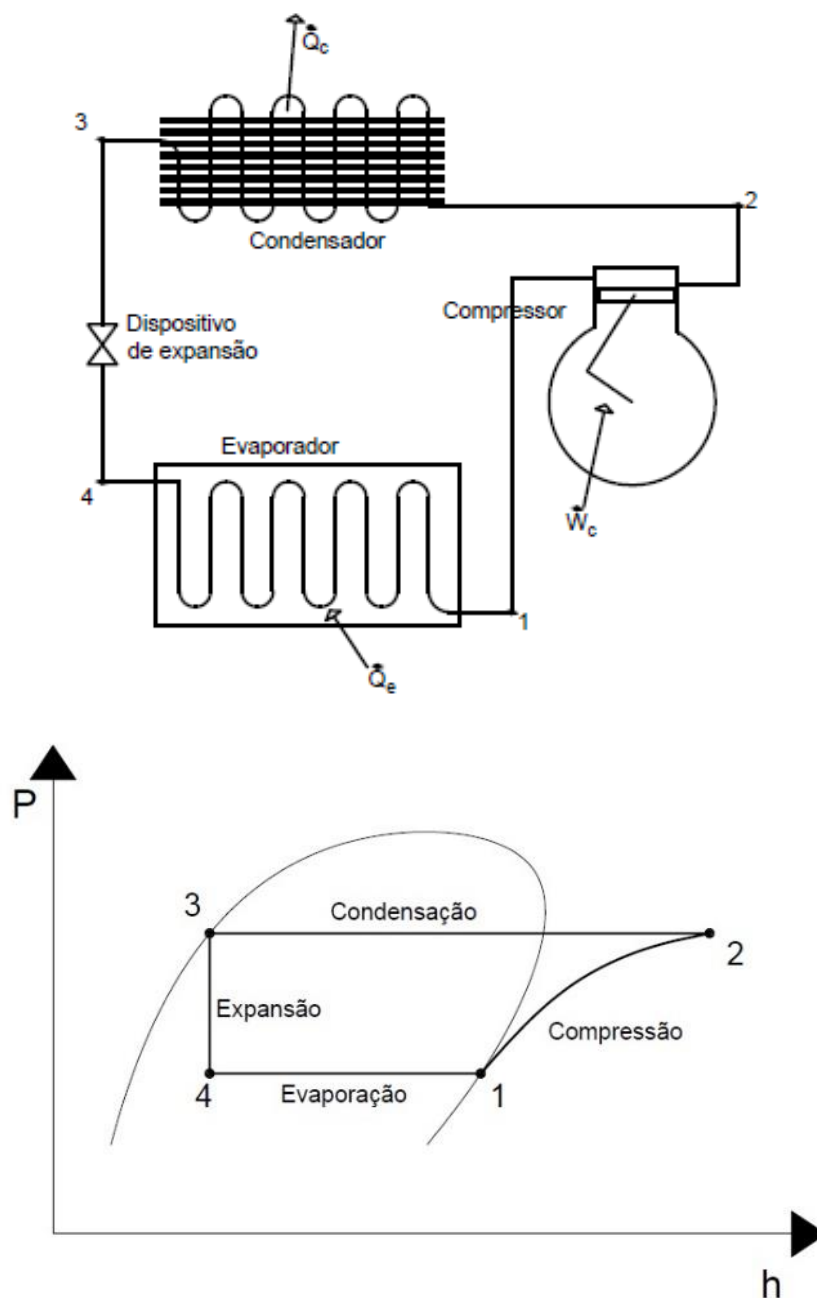 Q̇c
3
2
Condensador
Compressor
Dispositivo
de expansão
Evaporador
4
Ẇc
1
Q̇e
P
3
Condensação
2
Expansão
Compressão
4
Evaporação
1
h